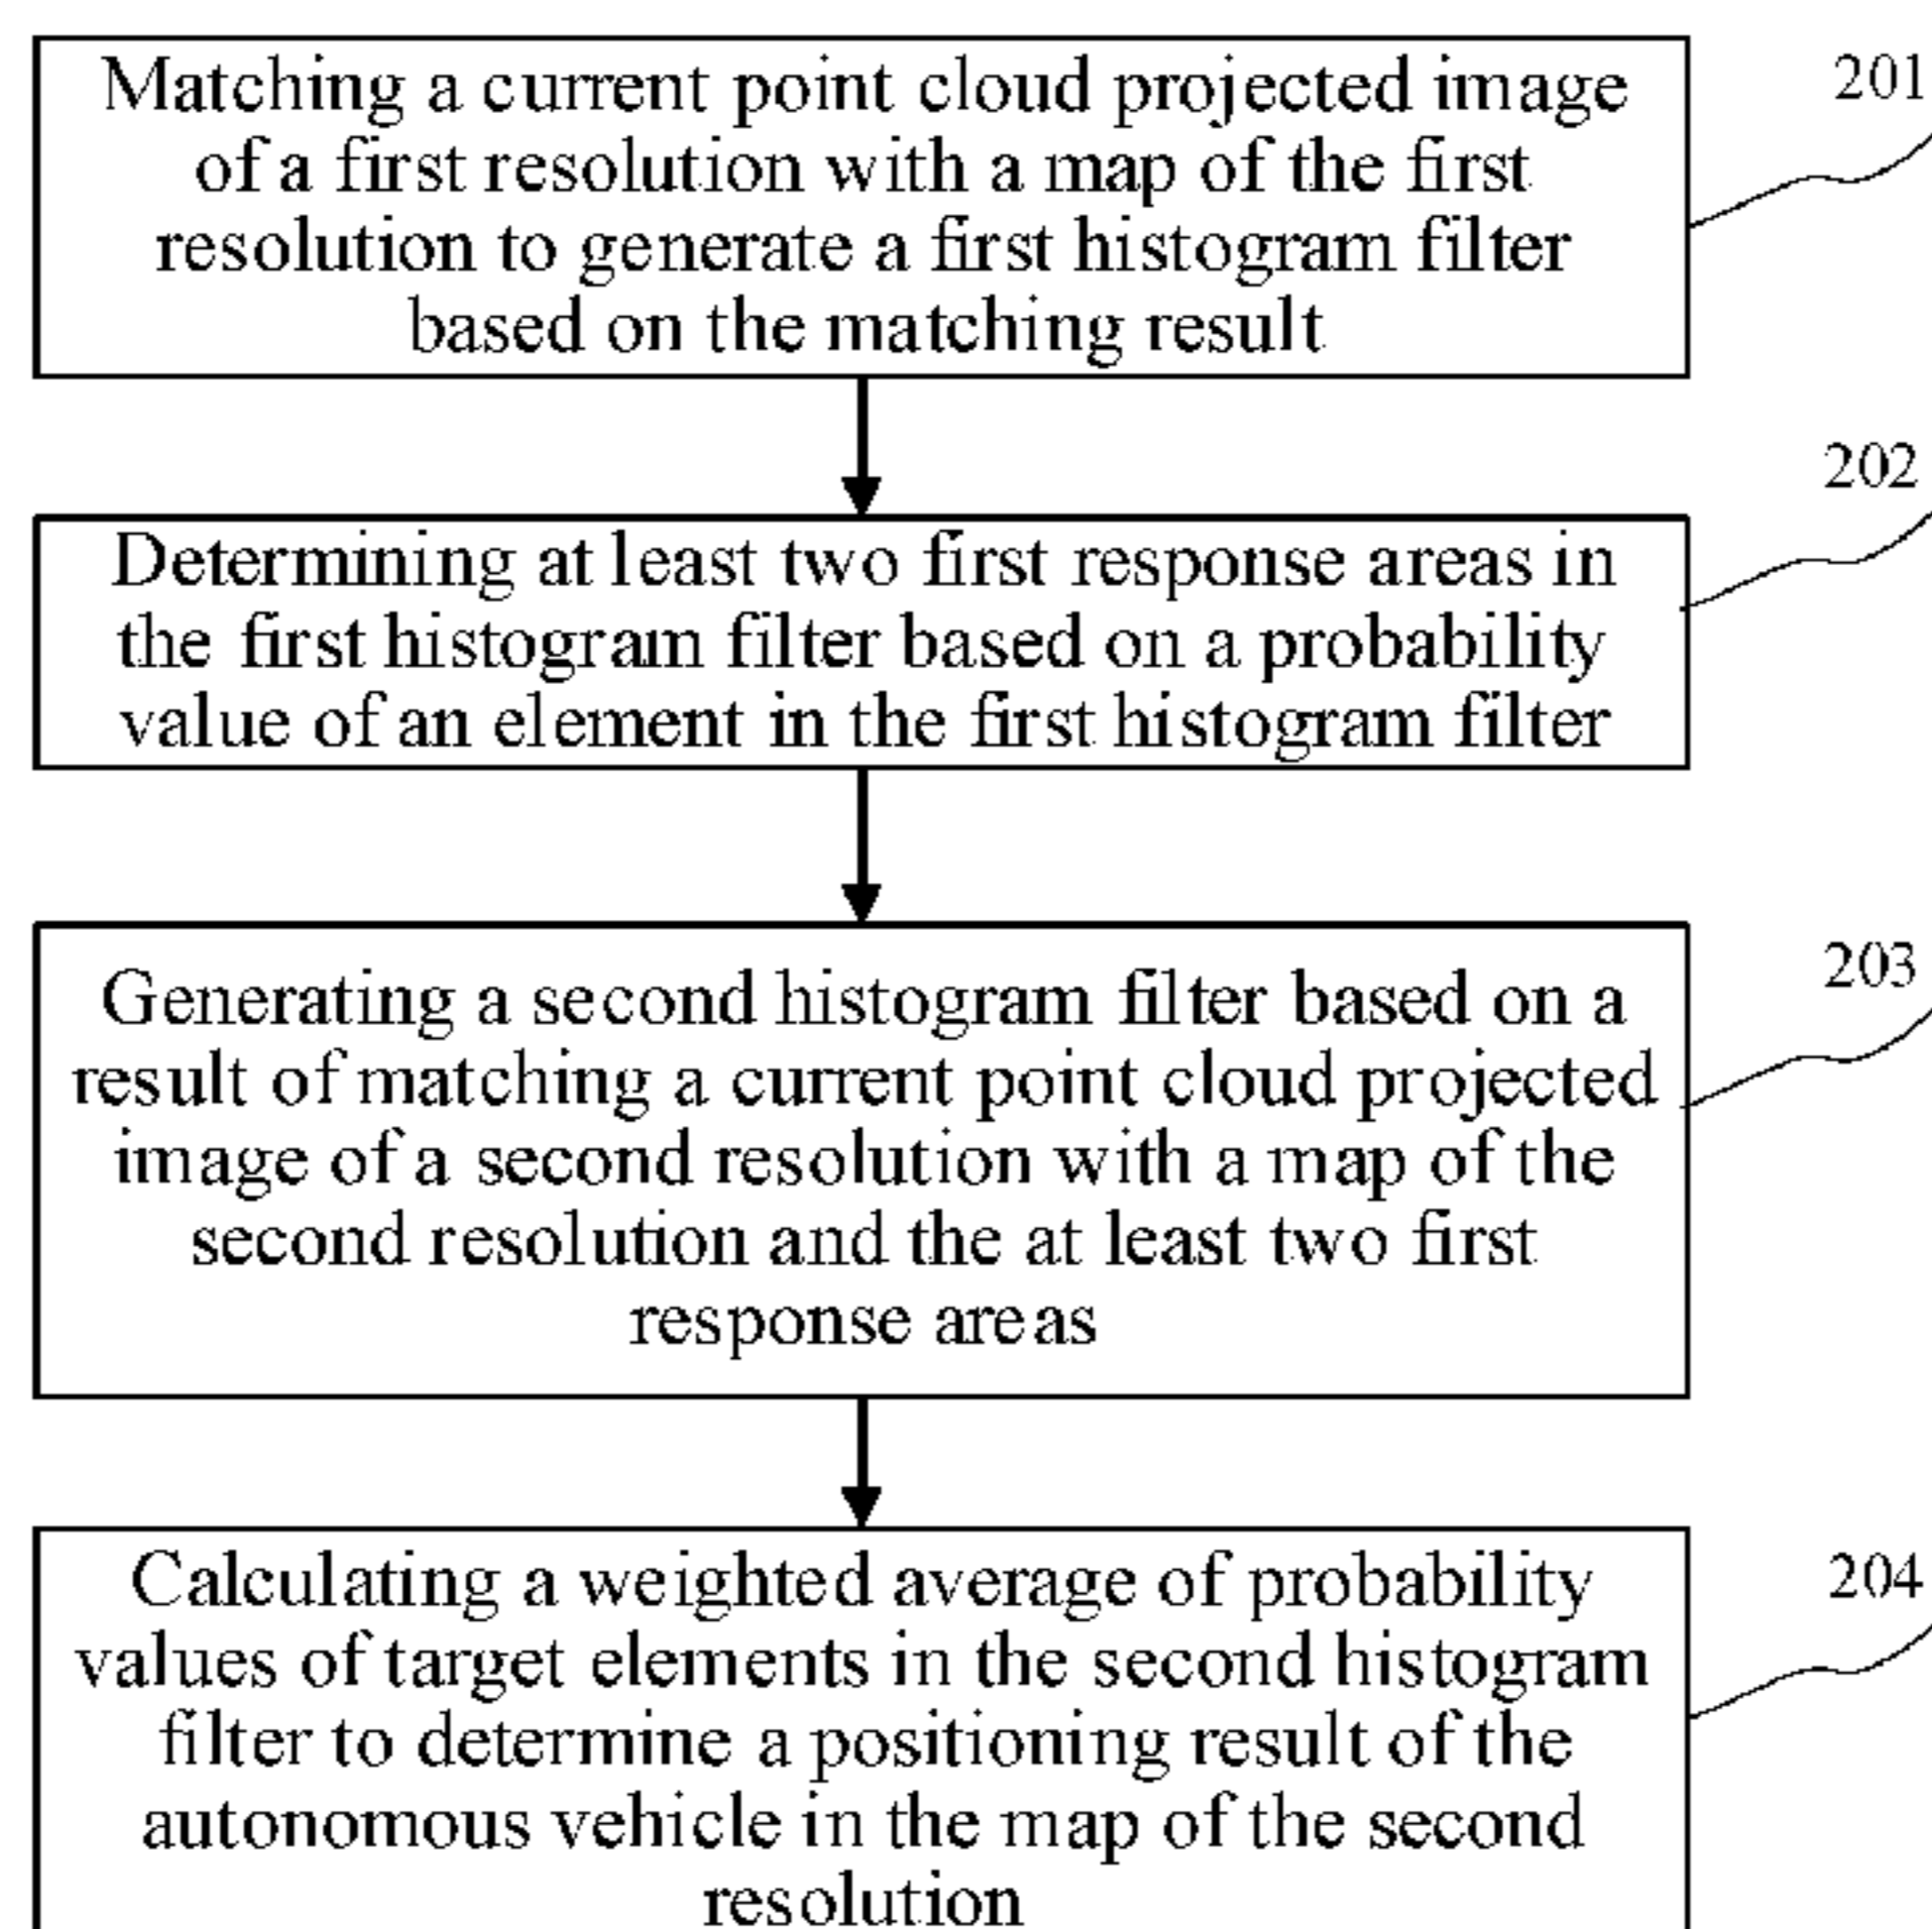 Matching a current point cloud projected image
of a first resolution with a map of the first
resolution to generate a first histogram filter
based on the matching result
201
Determining at least two first response areas in
the first histogram filter based on a probability
value of an element in the first histogram filter
202
Generating a second histogram filter based on a
result of matching a current point cloud projected
image of a second resolution with a map of the
second resolution and the at least two first
response areas
203
Calculating a weighted average of probability
values of target elements in the second histogram
filter to determine a positioning result of the
autonomous vehicle in the map of the second
resolution
204